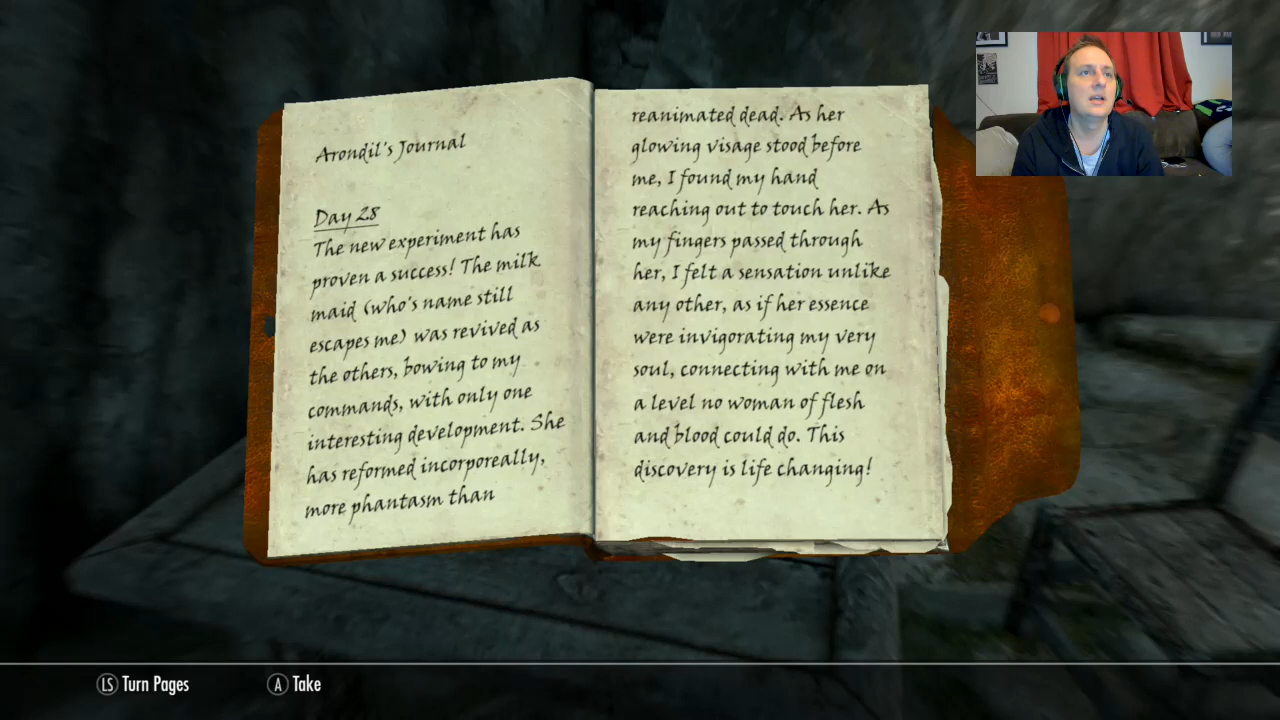 Arondil's Journal
Day 28
The new experiment has
proven a success! The milk
maid (who's name still
escapes me) was revived as
the others, bowing to my
commands, with only one
interesting development. She
has reformed incorporeally,
more phantasm than
reanimated dead. As her
glowing visage stood before
me, I found my hand
reaching out to touch her. As
my fingers passed through
her, I felt a sensation unlike
any other, as if her essence
were invigorating my very
soul, connecting with me on
a level no woman of flesh
and blood could do. This
discovery is life changing!
LS Turn Pages
A Take